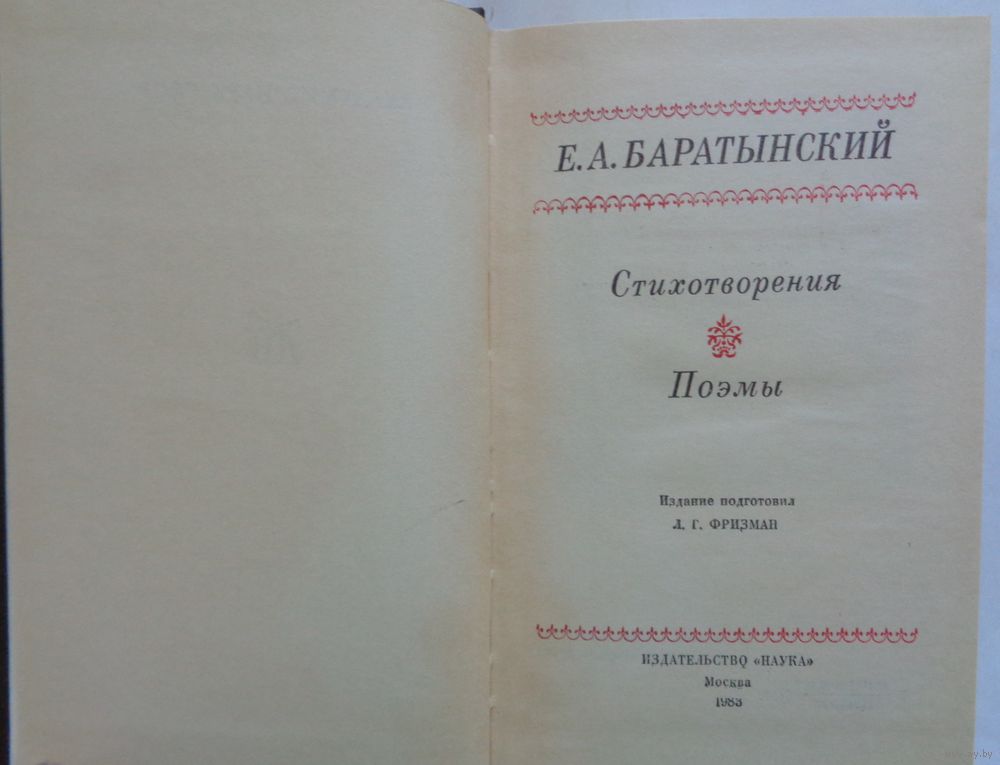 Е. А. БАРАТЫНСКИЙ
Стихотворения
Поэмы
Издание подготовил
Л. Г. ФРИЗМАН
ИЗДАТЕЛЬСТВО «НАУКА»
Москва
1983